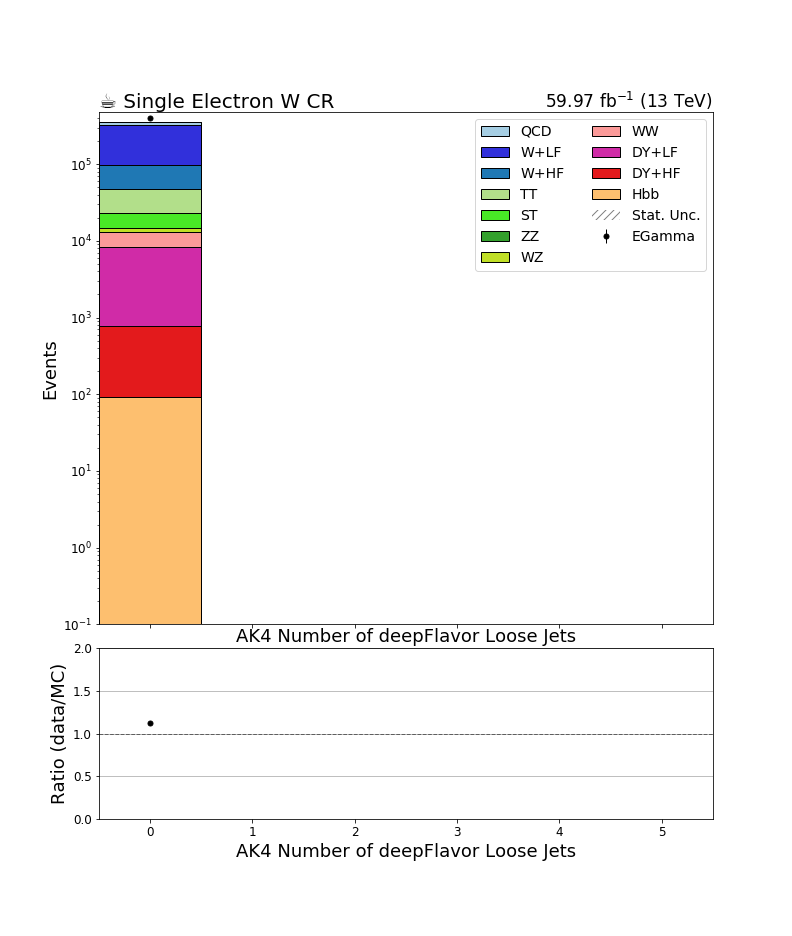 ☕ Single Electron W CR
59.97 fb⁻¹ (13 TeV)
QCD
W+LF
W+HF
TT
ST
ZZ
WZ
WW
DY+LF
DY+HF
Hbb
Stat. Unc.
EGamma
Events
10⁵
10⁴
10³
10²
10¹
10⁰
10⁻¹
AK4 Number of deepFlavor Loose Jets
Ratio (data/MC)
2.0
1.5
1.0
0.5
0.0
0 1 2 3 4 5
AK4 Number of deepFlavor Loose Jets